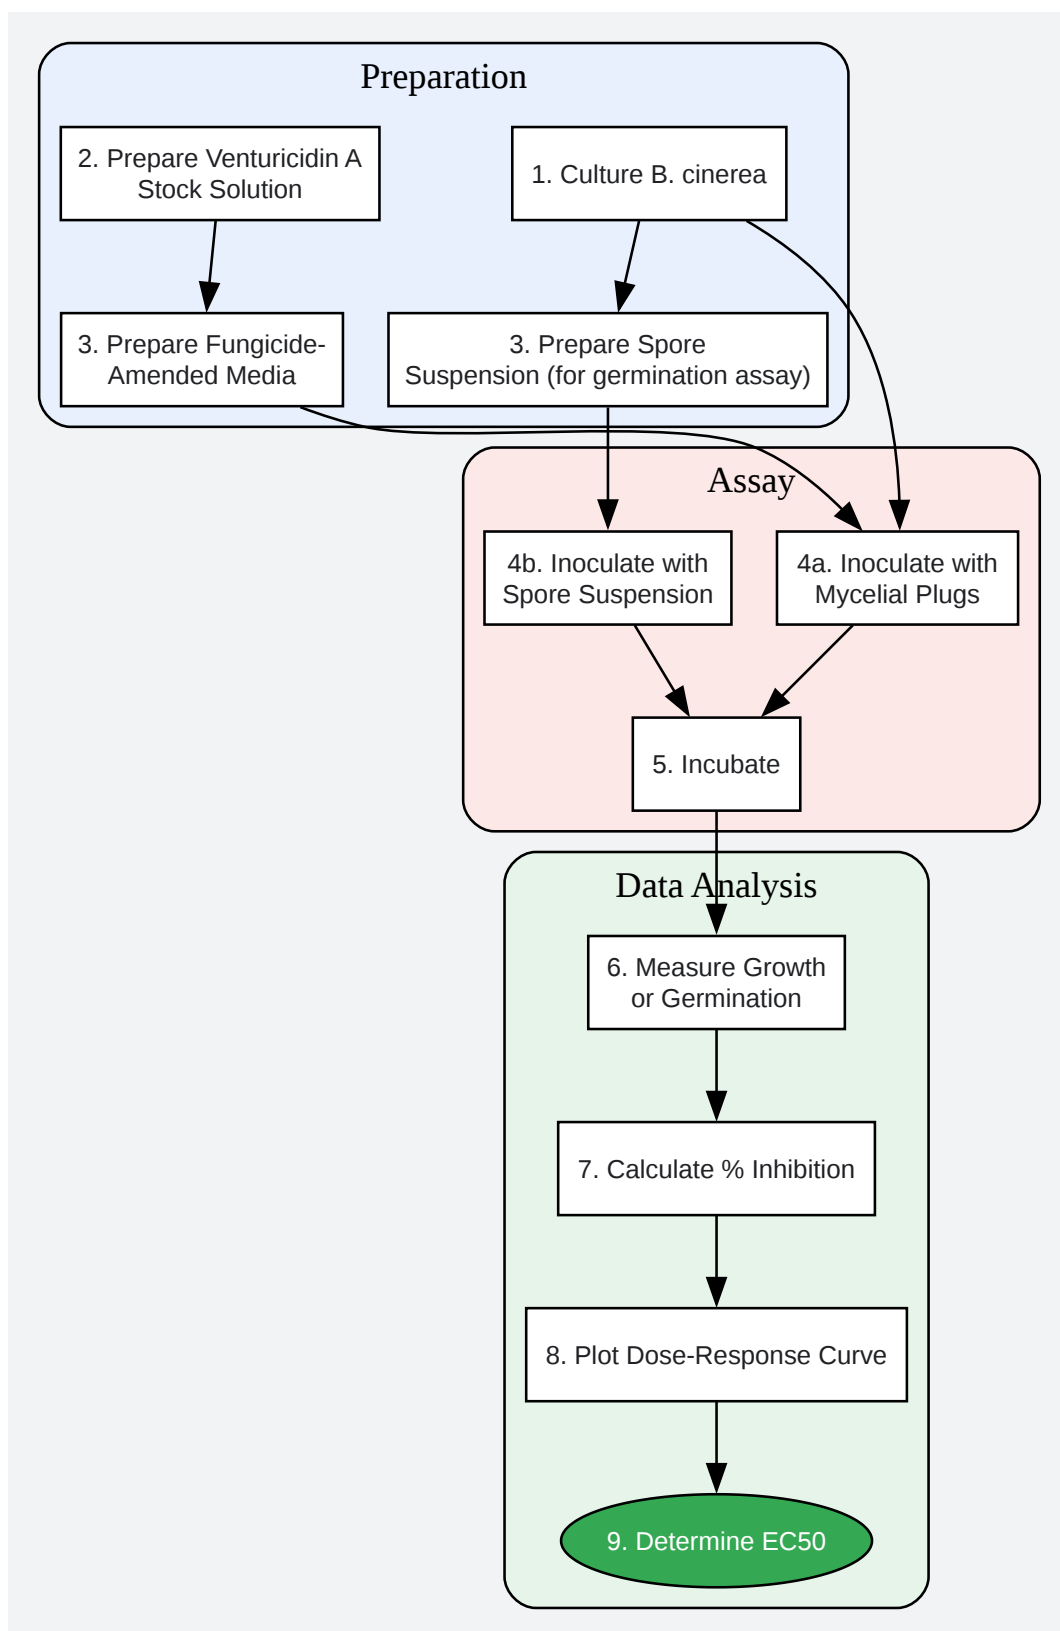 Preparation
2. Prepare Venturicidin A
Stock Solution
1. Culture B. cinerea
3. Prepare Fungicide-
Amended Media
3. Prepare Spore
Suspension (for germination assay)
Assay
4b. Inoculate with
Spore Suspension
4a. Inoculate with
Mycelial Plugs
5. Incubate
Data Analysis
6. Measure Growth
or Germination
7. Calculate % Inhibition
8. Plot Dose-Response Curve
9. Determine EC50